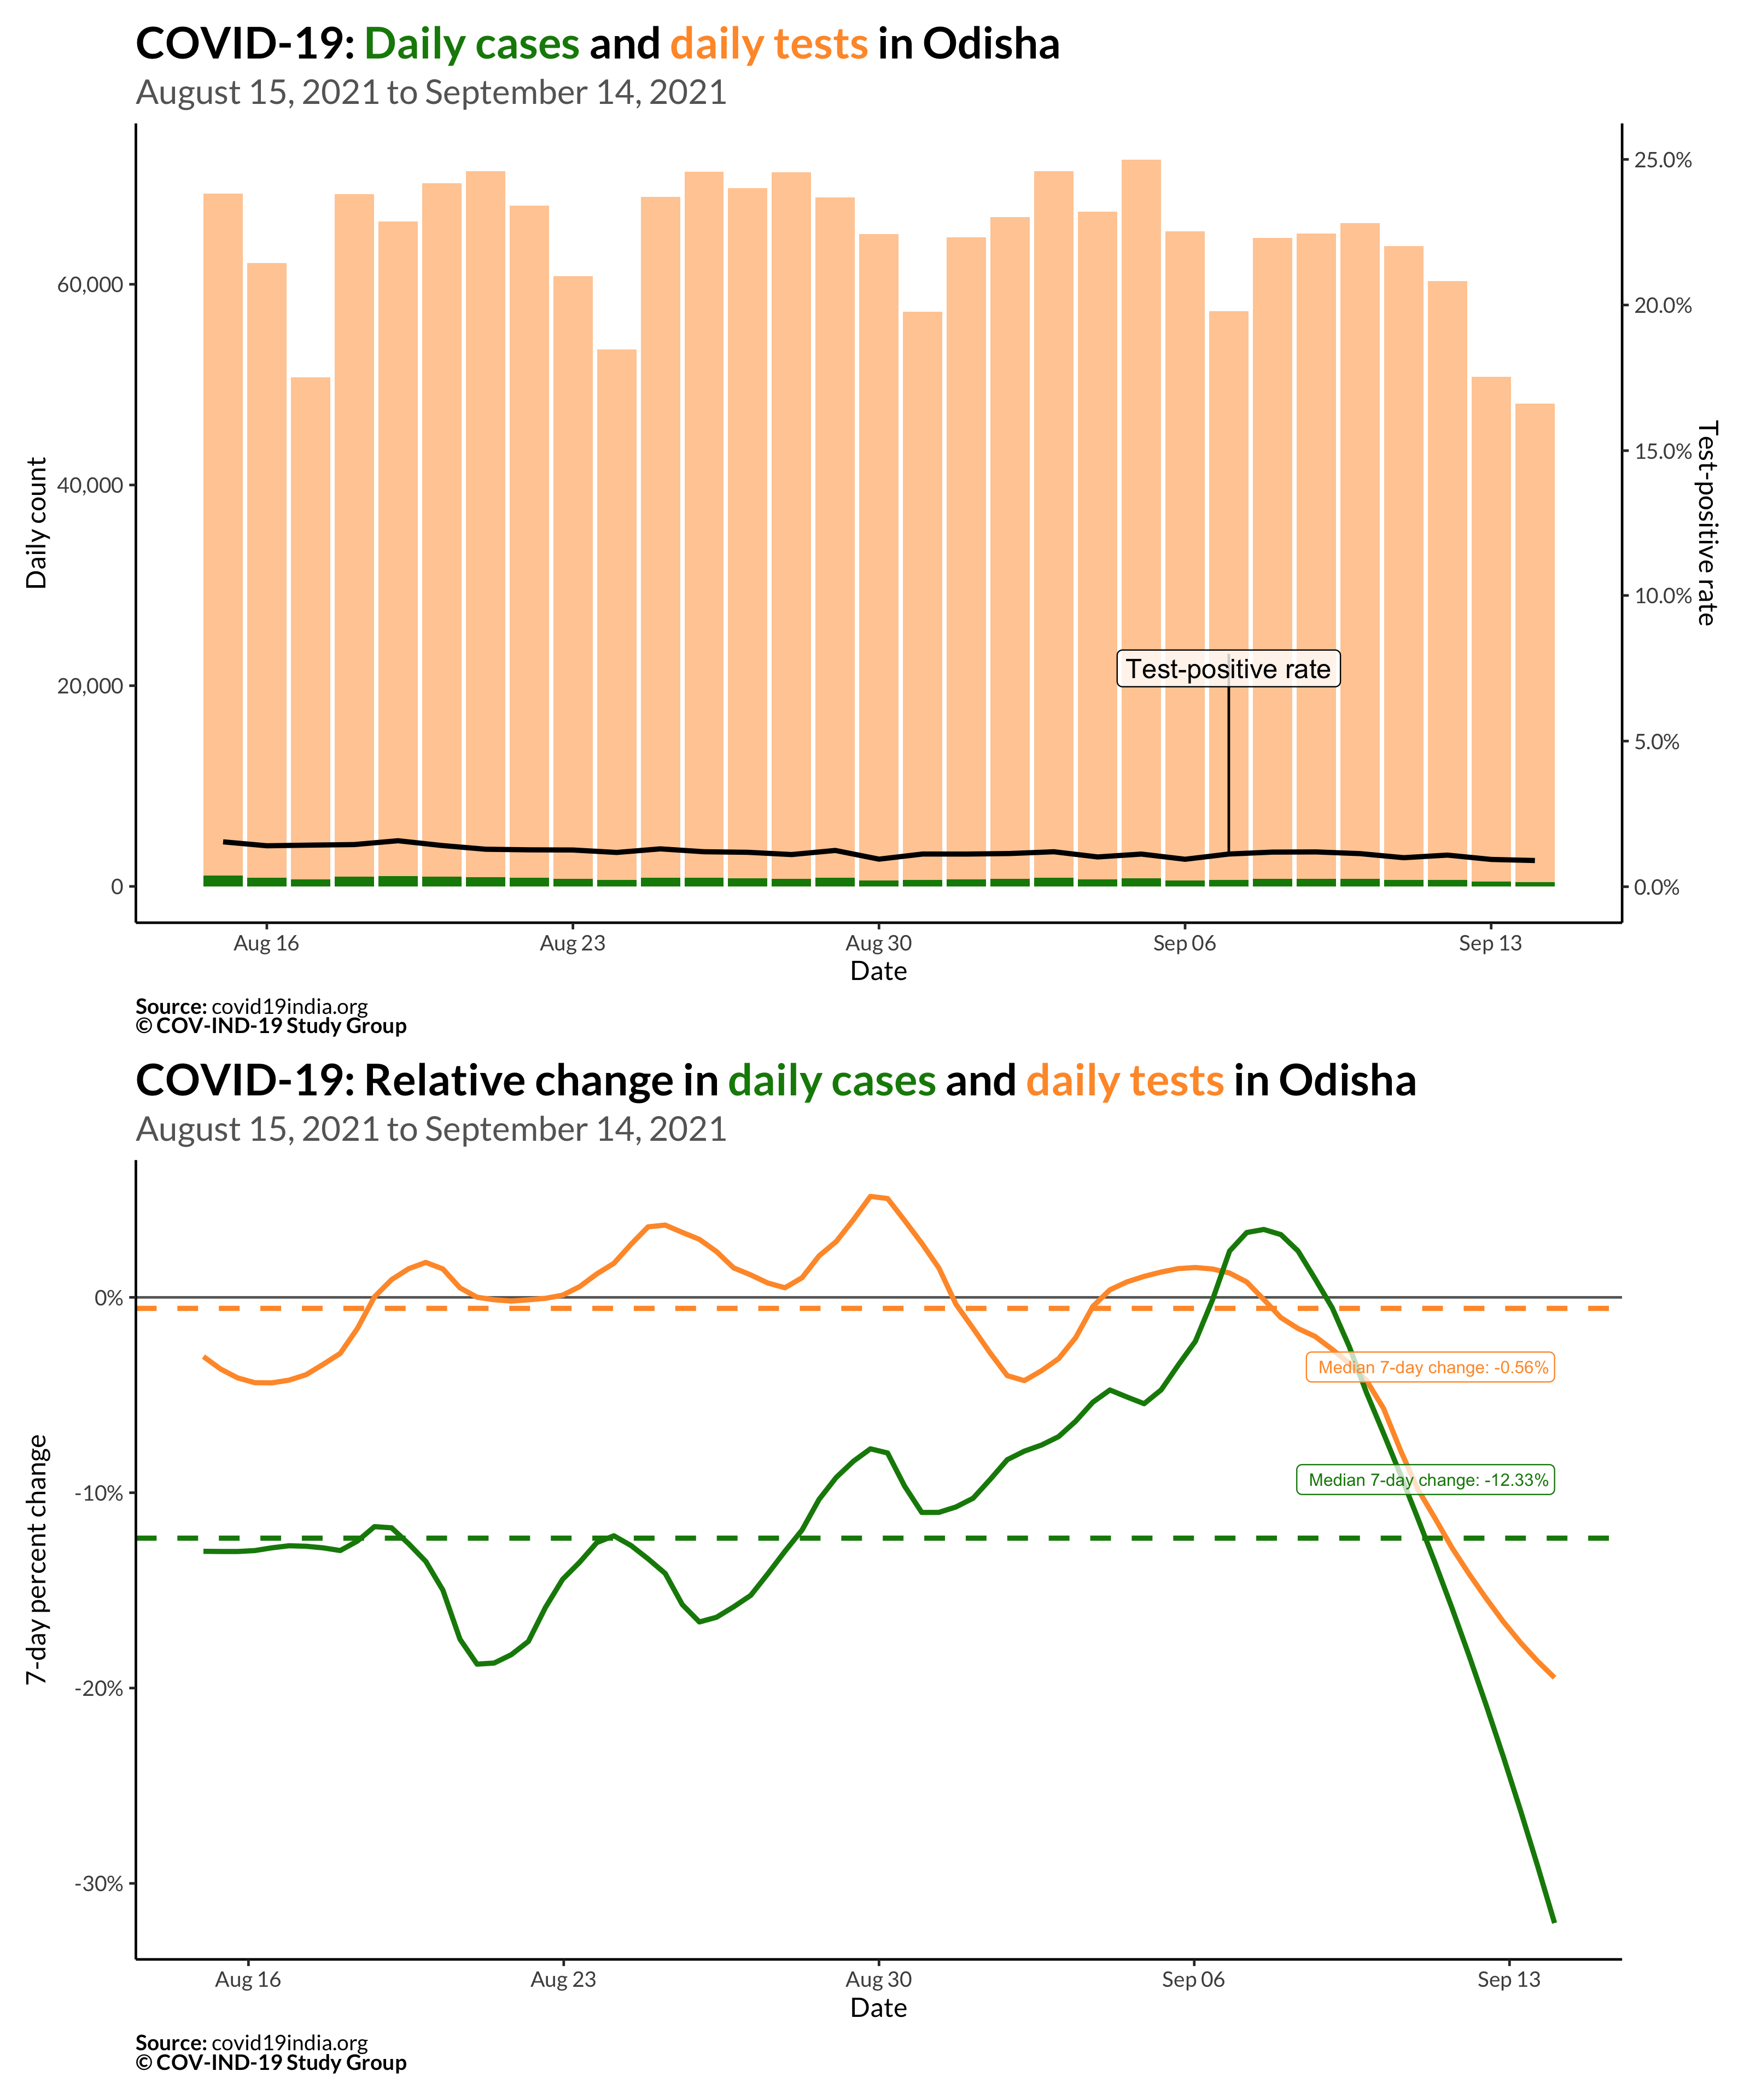 COVID-19: Daily cases and daily tests in Odisha
August 15, 2021 to September 14, 2021
60,000
40,000
20,000
0
Daily count
25.0%
20.0%
15.0%
10.0%
5.0%
0.0%
Test-positive rate
Test-positive rate
Aug 16
Aug 23
Aug 30
Sep 06
Sep 13
Date
Source: covid19india.org
© COV-IND-19 Study Group
COVID-19: Relative change in daily cases and daily tests in Odisha
August 15, 2021 to September 14, 2021
0%
-10%
-20%
-30%
7-day percent change
Median 7-day change: -0.56%
Median 7-day change: -12.33%
Aug 16
Aug 23
Aug 30
Sep 06
Sep 13
Date
Source: covid19india.org
© COV-IND-19 Study Group